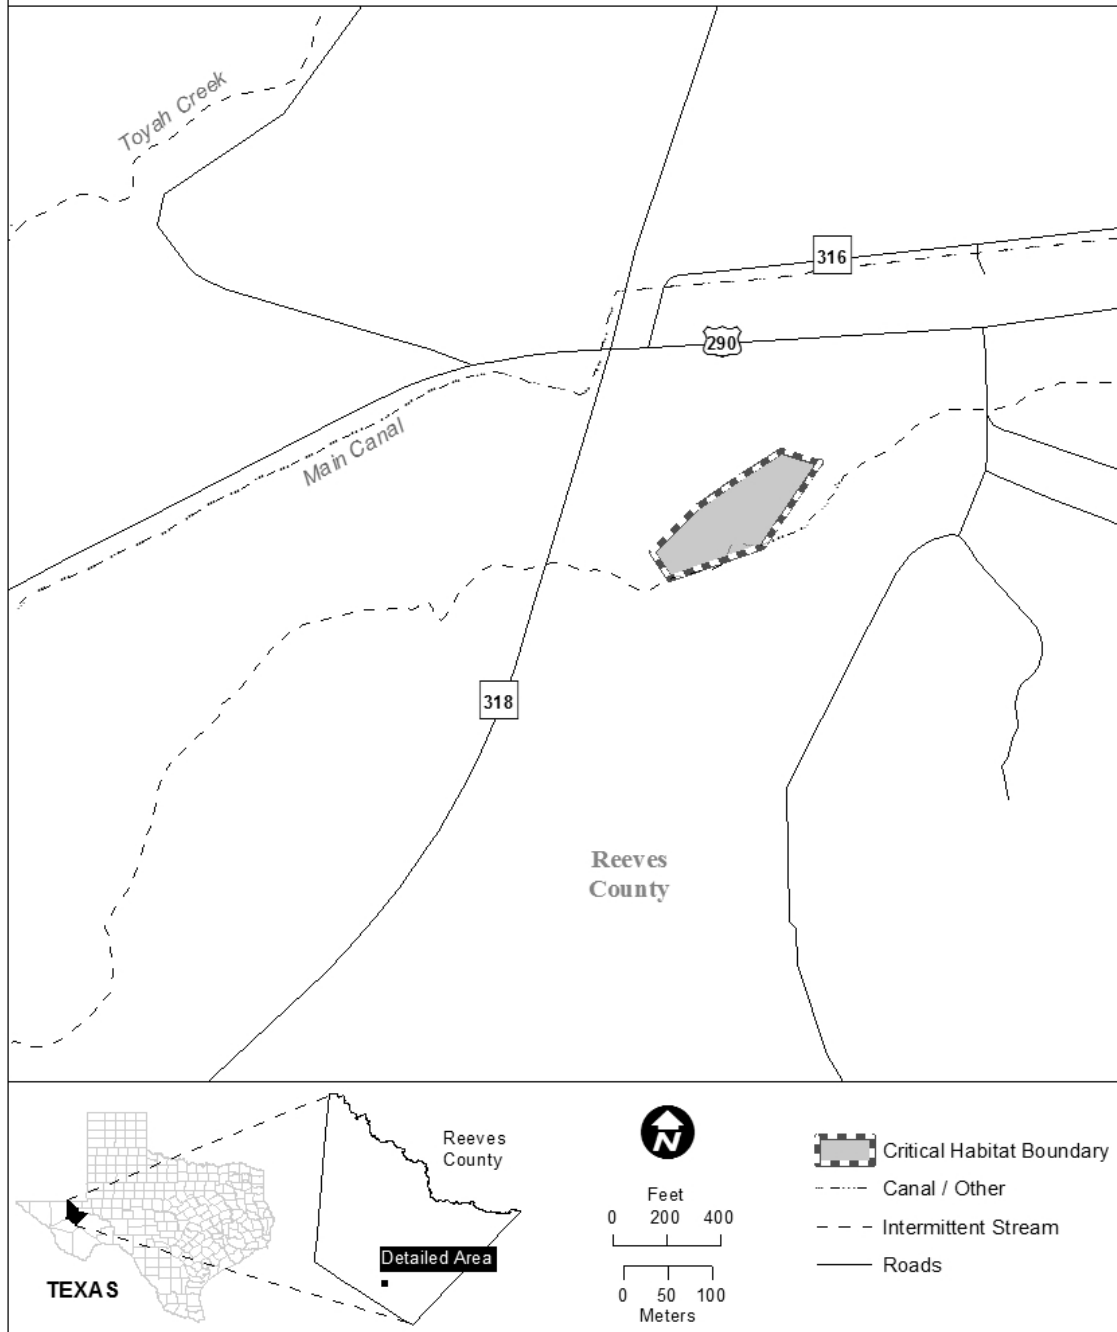 Toyah Creek
316
290
Main Canal
318
Reeves
County
TEXAS
Reeves
County
Detailed Area
N
Feet
0 200 400
0 50 100
Meters
Critical Habitat Boundary
Canal / Other
Intermittent Stream
Roads